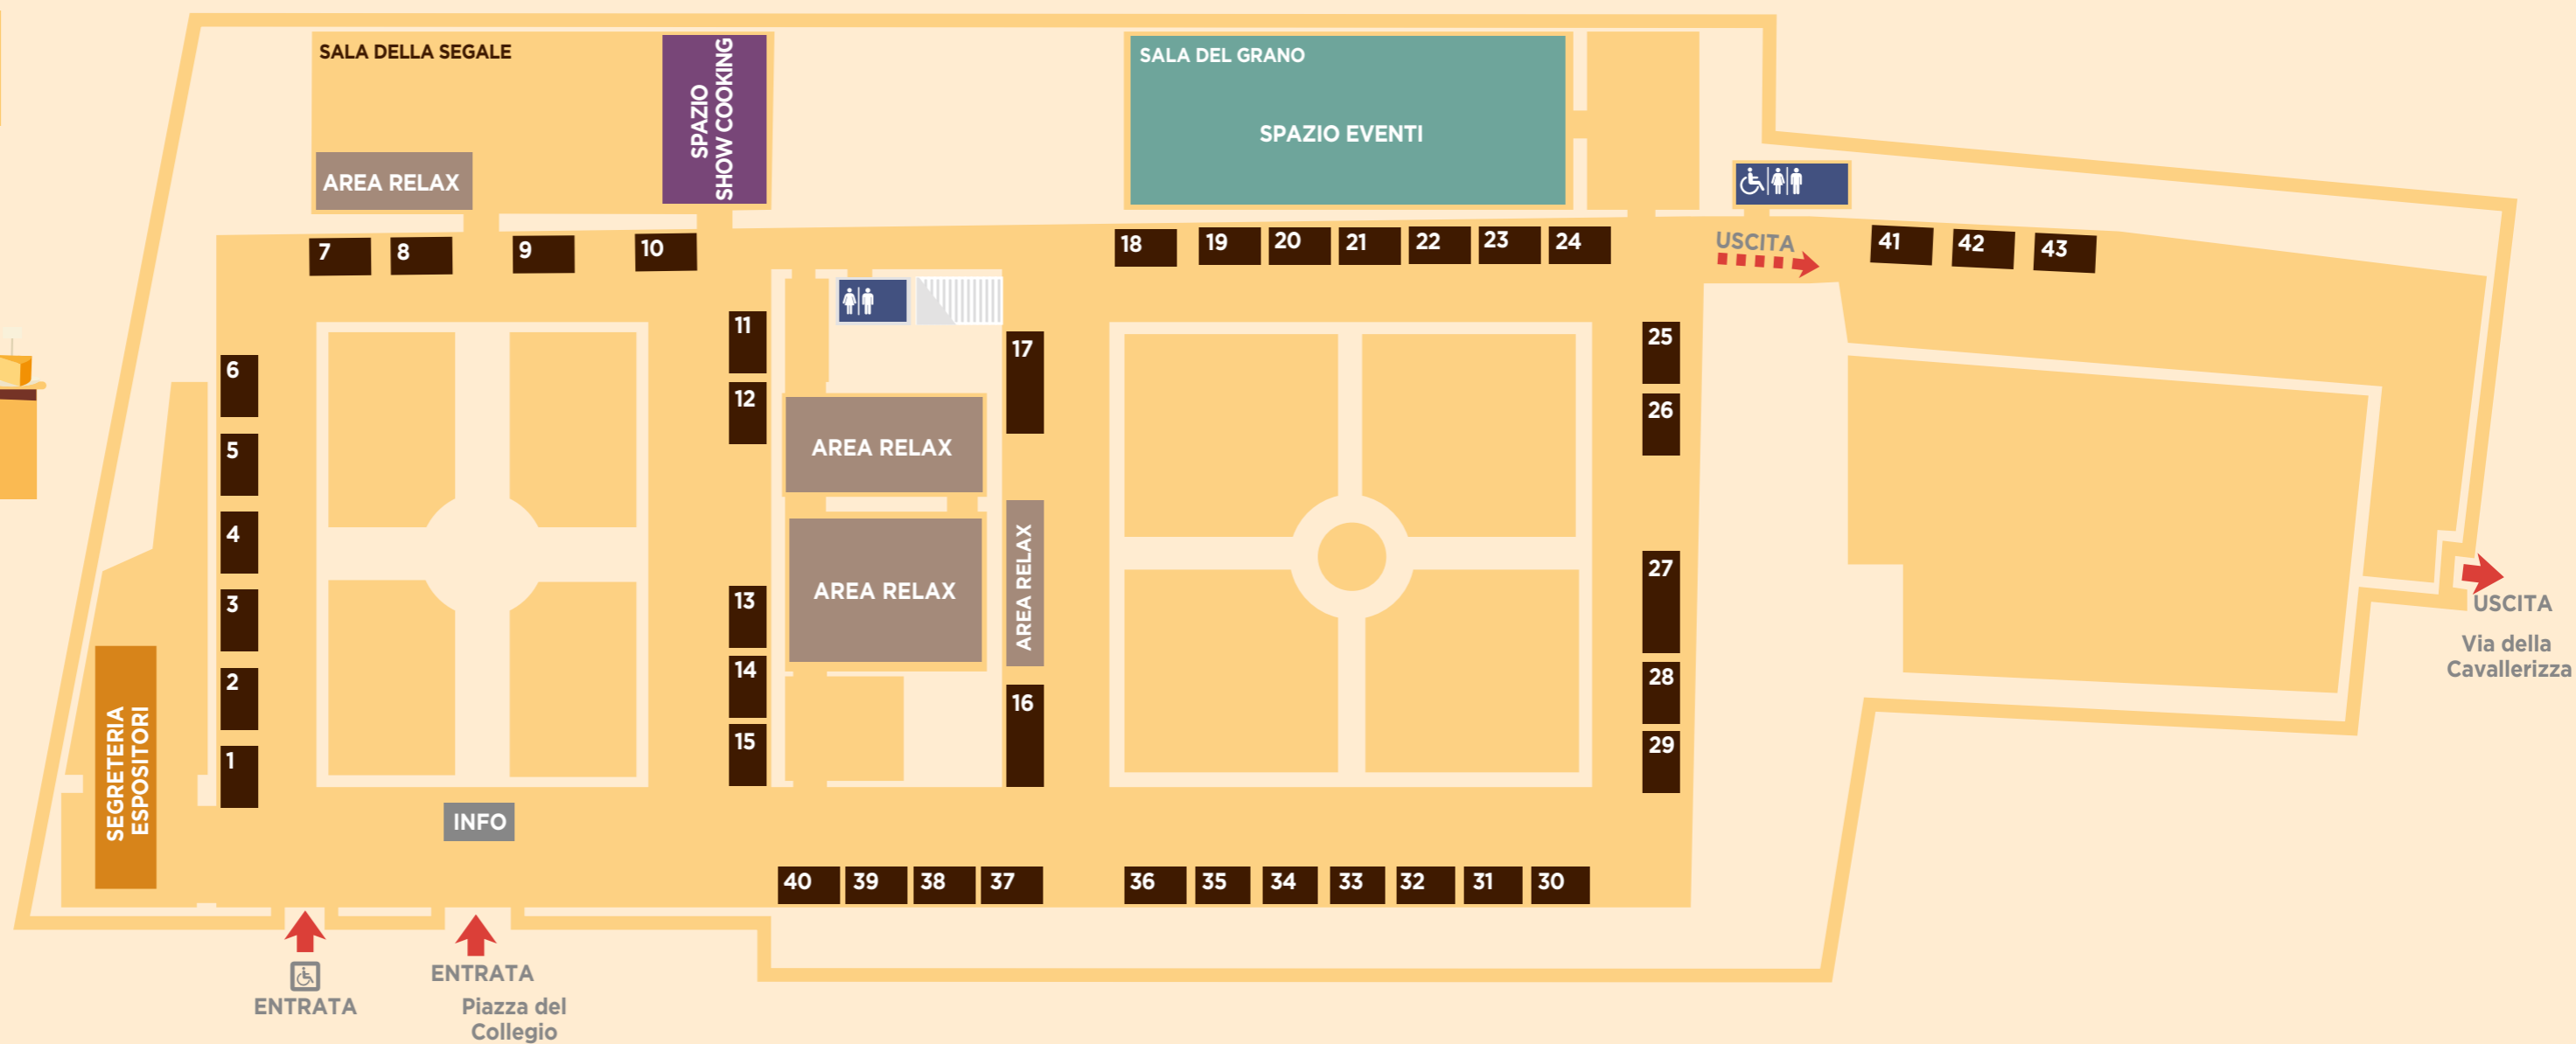 SALA DELLA SEGALE
SPAZIO
SHOW COOKING
AREA RELAX
SALA DEL GRANO
SPAZIO EVENTI
7
8
9
10
18
19
20
21
22
23
24
USCITA
41
42
43
11
12
17
25
26
6
5
4
3
2
1
AREA RELAX
AREA RELAX
AREA RELAX
13
14
15
16
27
28
29
USCITA
Via della
Cavallerizza
SEGRETERIA
ESPOSITORI
INFO
40
39
38
37
36
35
34
33
32
31
30
ENTRATA
ENTRATA
Piazza del
Collegio